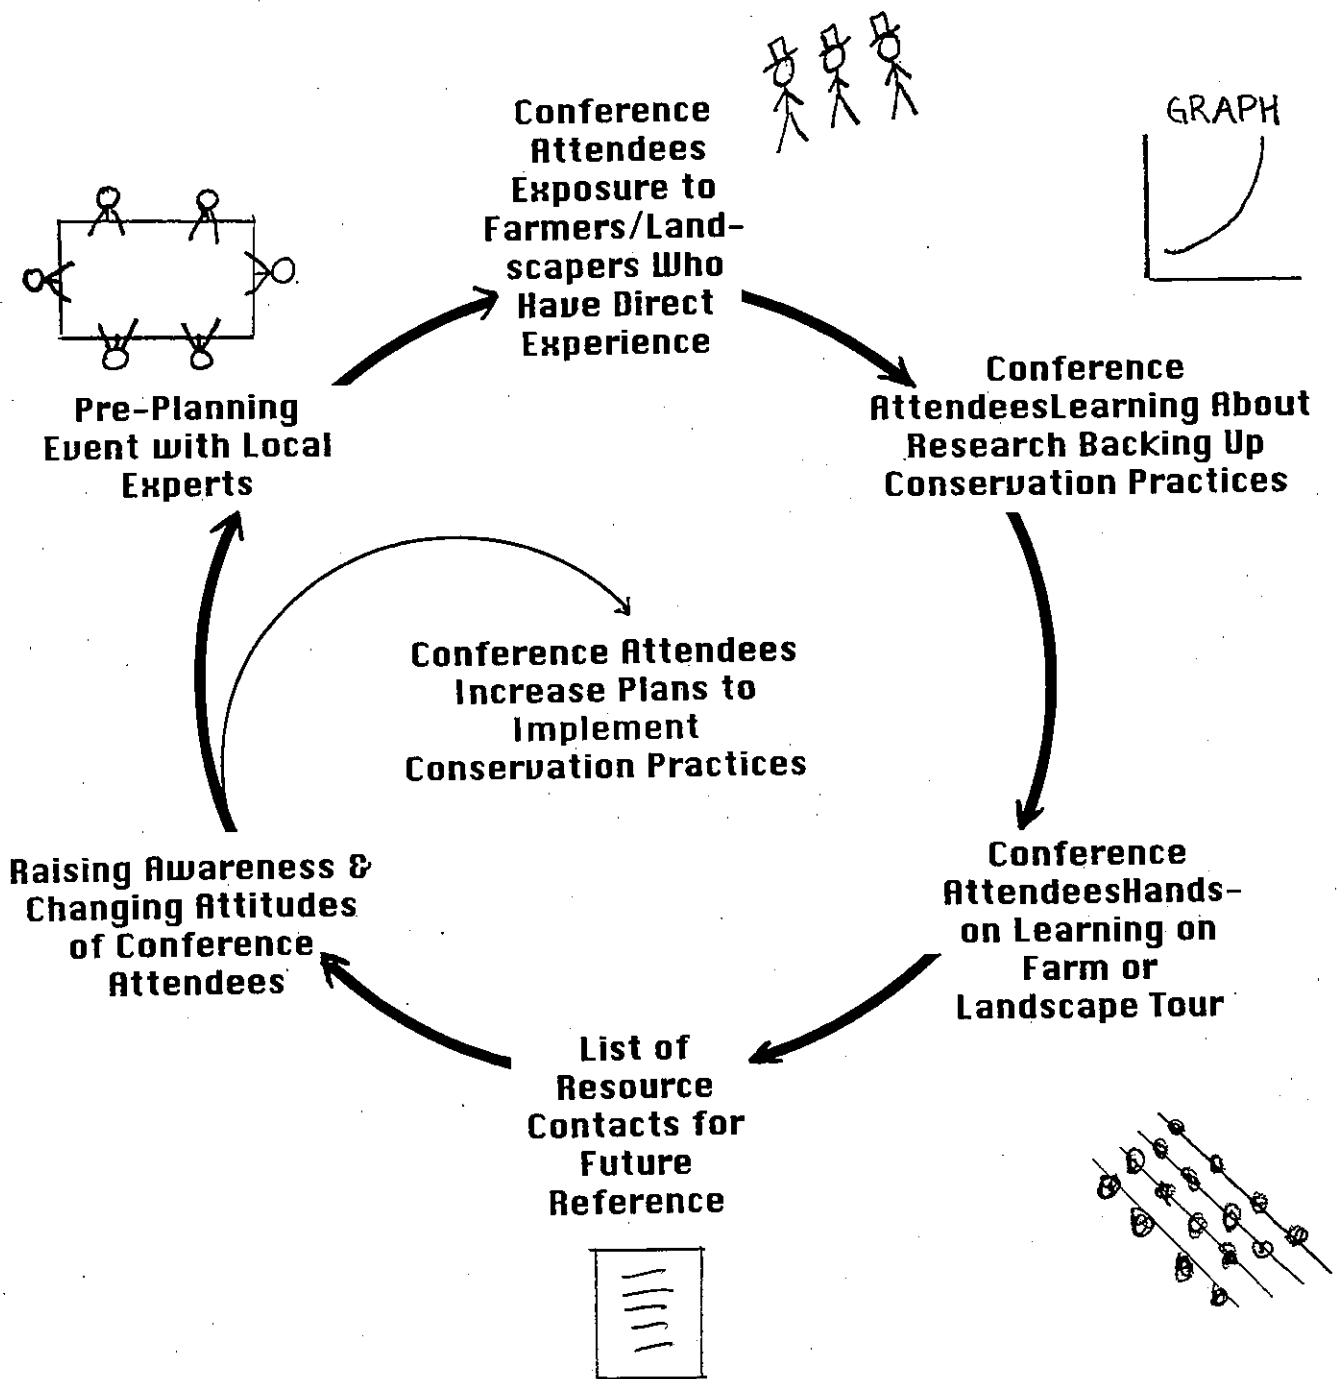 Conference
Attendees
Exposure to
Farmers/Land-
scapers Who
Have Direct
Experience
GRAPH
Conference
AttendeesLearning About
Research Backing Up
Conservation Practices
Pre-Planning
Event with Local
Experts
Conference Attendees
Increase Plans to
Implement
Conservation Practices
Conference
AttendeesHands-
on Learning on
Farm or
Landscape Tour
Raising Awareness &
Changing Attitudes
of Conference
Attendees
List of
Resource
Contacts for
Future
Reference